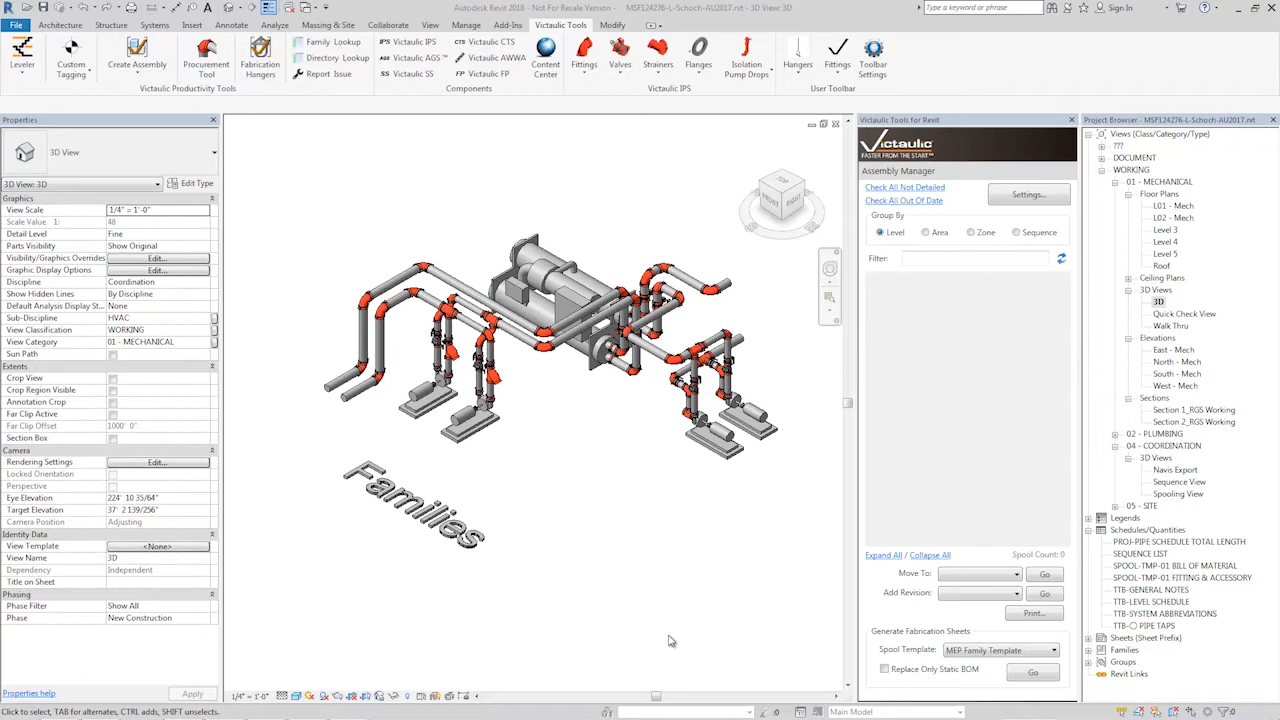 Autodesk Revit 2018 - Not For Resale Version - MSF124276-L-Schoch-AU2017.rvt - 3D View: 3D
Type a keyword or phrase
Sign In
File Architecture Structure Systems Insert Annotate Analyze Massing & Site Collaborate View Manage Add-Ins Victaulic Tools Modify
Leveler
Custom Tagging
Create Assembly
Procurement Tool
Fabrication Hangers
Family Lookup
Directory Lookup
Report Issue
Victaulic Productivity Tools
IPS Victaulic IPS
AGS Victaulic AGS™
SS Victaulic SS
CTS Victaulic CTS
Victaulic AWWA
FP Victaulic FP
Content Center
Components
Fittings
Valves
Strainers
Flanges
Isolation Pump Drops
Victaulic IPS
Hangers
Fittings
Toolbar Settings
User Toolbar
Properties
3D View
3D View: 3D
Edit Type
Graphics
View Scale 1/4" = 1'-0"
Scale Value 1: 48
Detail Level Fine
Parts Visibility Show Original
Visibility/Graphics Overrides Edit...
Graphic Display Options Edit...
Discipline Coordination
Show Hidden Lines By Discipline
Default Analysis Display St... None
Sub-Discipline HVAC
View Classification WORKING
View Category 01 - MECHANICAL
Sun Path
Extents
Crop View
Crop Region Visible
Annotation Crop
Far Clip Active
Far Clip Offset 1000' 0"
Section Box
Camera
Rendering Settings Edit...
Locked Orientation
Perspective
Eye Elevation 224' 10 35/64"
Target Elevation 37' 2 139/256"
Camera Position Adjusting
Identity Data
View Template <None>
View Name 3D
Dependency Independent
Title on Sheet
Phasing
Phase Filter Show All
Phase New Construction
Properties help
Apply
TOP
FRONT
RIGHT
Families
1/4" = 1'-0"
Victaulic Tools for Revit
Victaulic
FASTER FROM THE START™
Assembly Manager
Check All Not Detailed
Check All Out Of Date
Settings...
Group By
Level Area Zone Sequence
Filter:
Expand All / Collapse All
Spool Count: 0
Move To: Go
Add Revision: Go
Print...
Generate Fabrication Sheets
Spool Template: MEP Family Template
Replace Only Static BOM
Go
Project Browser - MSF124276-L-Schoch-AU2017.rvt
Views (Class/Category/Type)
???
DOCUMENT
WORKING
01 - MECHANICAL
Floor Plans
L01 - Mech
L02 - Mech
Level 3
Level 4
Level 5
Roof
Ceiling Plans
3D Views
3D
Quick Check View
Walk Thru
Elevations
East - Mech
North - Mech
South - Mech
West - Mech
Sections
Section 1_RGS Working
Section 2_RGS Working
02 - PLUMBING
04 - COORDINATION
3D Views
Navis Export
Sequence View
Spooling View
05 - SITE
Legends
Schedules/Quantities
PROJ-PIPE SCHEDULE TOTAL LENGTH
SEQUENCE LIST
SPOOL-TMP-01 BILL OF MATERIAL
SPOOL-TMP-01 FITTING & ACCESSORY
TTB-GENERAL NOTES
TTB-LEVEL SCHEDULE
TTB-SYSTEM ABBREVIATIONS
TTB-○ PIPE TAPS
Sheets (Sheet Prefix)
Families
Groups
Revit Links
Click to select, TAB for alternates, CTRL adds, SHIFT unselects.
:0
Main Model
:0